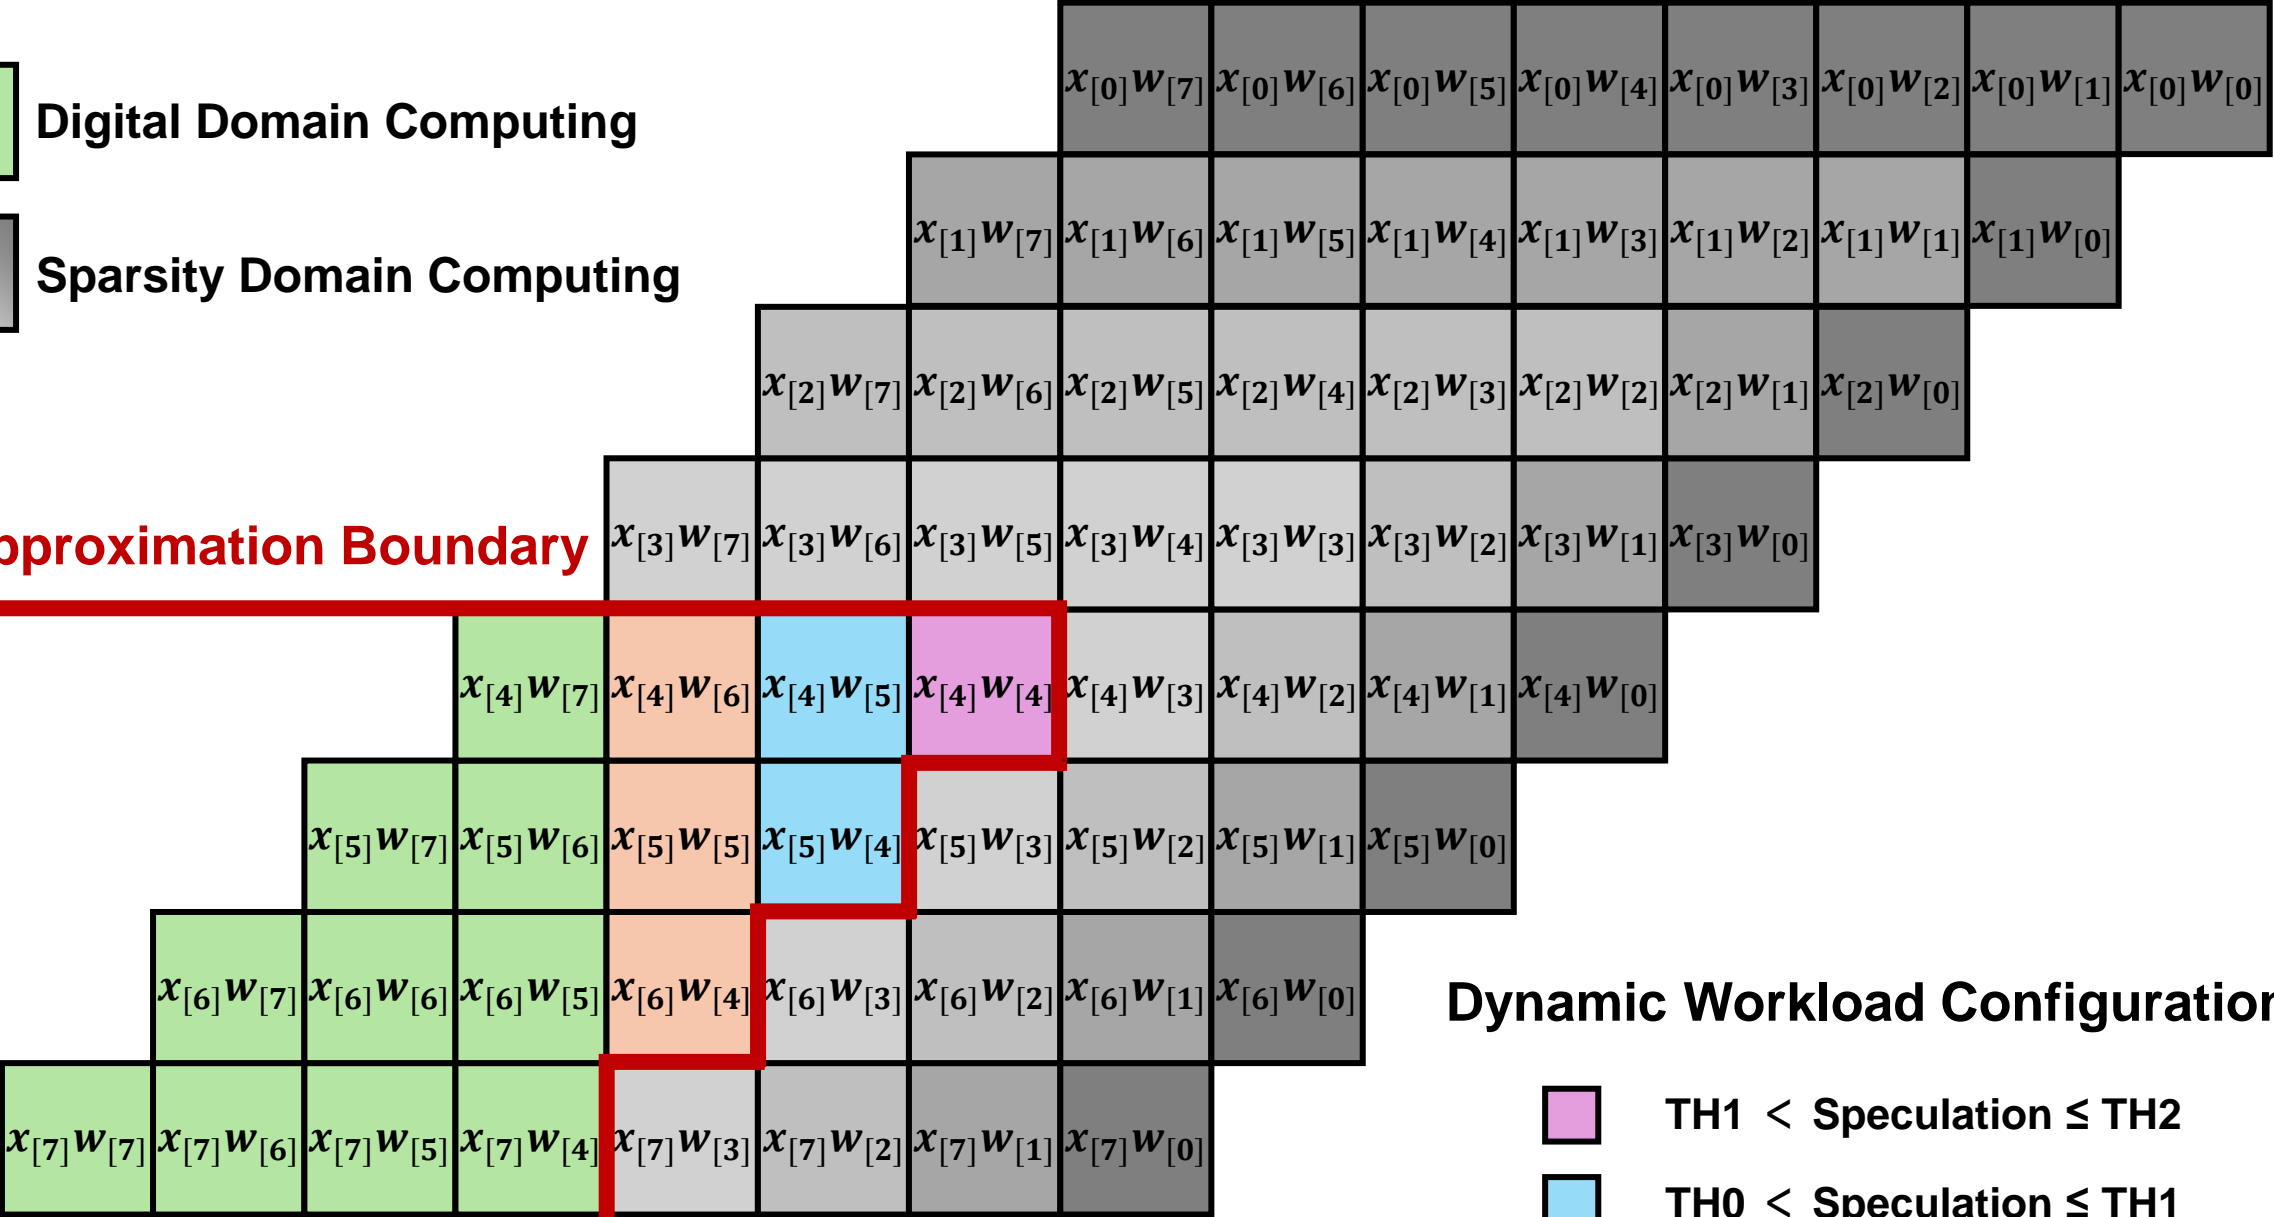 x[0]w[7] x[0]w[6] x[0]w[5] x[0]w[4] x[0]w[3] x[0]w[2] x[0]w[1] x[0]w[0]
Digital Domain Computing
x[1]w[7] x[1]w[6] x[1]w[5] x[1]w[4] x[1]w[3] x[1]w[2] x[1]w[1] x[1]w[0]
Sparsity Domain Computing
x[2]w[7] x[2]w[6] x[2]w[5] x[2]w[4] x[2]w[3] x[2]w[2] x[2]w[1] x[2]w[0]
pproximation Boundary
x[3]w[7] x[3]w[6] x[3]w[5] x[3]w[4] x[3]w[3] x[3]w[2] x[3]w[1] x[3]w[0]
x[4]w[7] x[4]w[6] x[4]w[5] x[4]w[4] x[4]w[3] x[4]w[2] x[4]w[1] x[4]w[0]
x[5]w[7] x[5]w[6] x[5]w[5] x[5]w[4] x[5]w[3] x[5]w[2] x[5]w[1] x[5]w[0]
x[6]w[7] x[6]w[6] x[6]w[5] x[6]w[4] x[6]w[3] x[6]w[2] x[6]w[1] x[6]w[0]
Dynamic Workload Configuration
x[7]w[7] x[7]w[6] x[7]w[5] x[7]w[4] x[7]w[3] x[7]w[2] x[7]w[1] x[7]w[0]
TH1 < Speculation ≤ TH2
TH0 < Speculation ≤ TH1